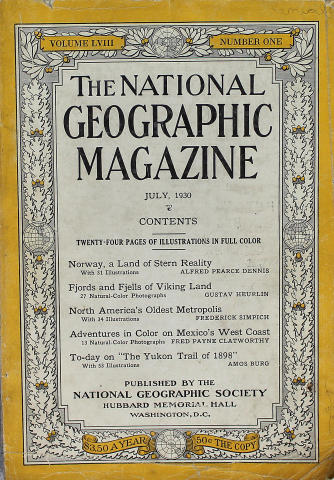 VOLUME LVIII
NUMBER ONE
THE NATIONAL
GEOGRAPHIC
MAGAZINE
JULY, 1930
CONTENTS
TWENTY-FOUR PAGES OF ILLUSTRATIONS IN FULL COLOR
Norway, a Land of Stern Reality
With 31 Illustrations ALFRED PEARCE DENNIS
Fjords and Fjells of Viking Land
27 Natural-Color Photographs GUSTAV HEURLIN
North America's Oldest Metropolis
With 34 Illustrations FREDERICK SIMPICH
Adventures in Color on Mexico's West Coast
13 Natural-Color Photographs FRED PAYNE CLATWORTHY
To-day on "The Yukon Trail of 1898"
With 53 Illustrations AMOS BURG
PUBLISHED BY THE
NATIONAL GEOGRAPHIC SOCIETY
HUBBARD MEMORIAL HALL
WASHINGTON, D.C.
$3.50 A YEAR
50¢ THE COPY